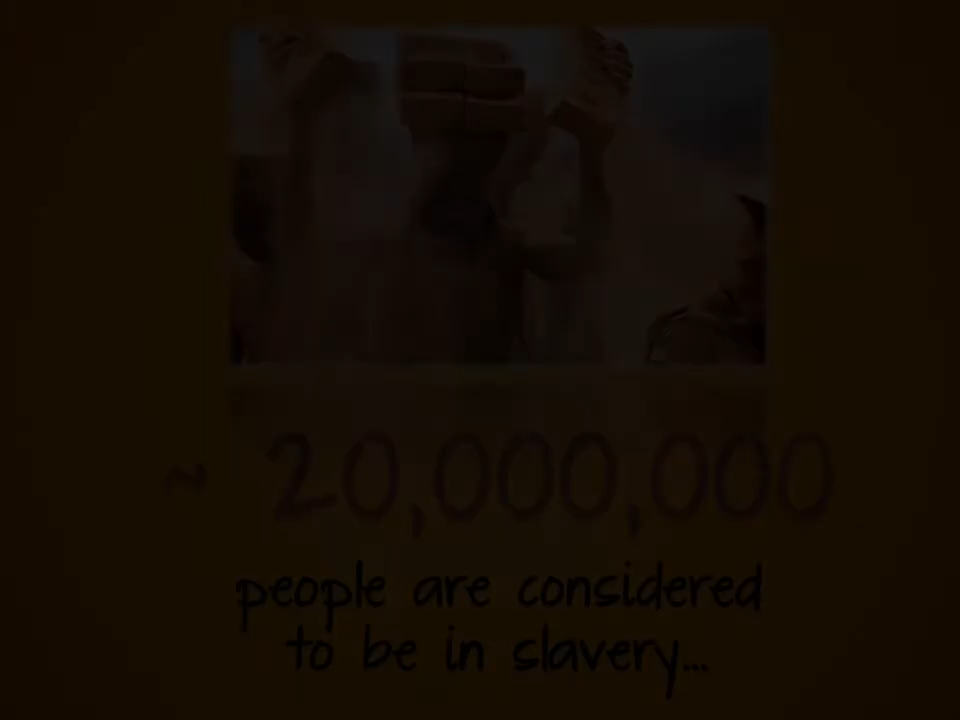 ~ 20,000,000
people are considered
to be in slavery...